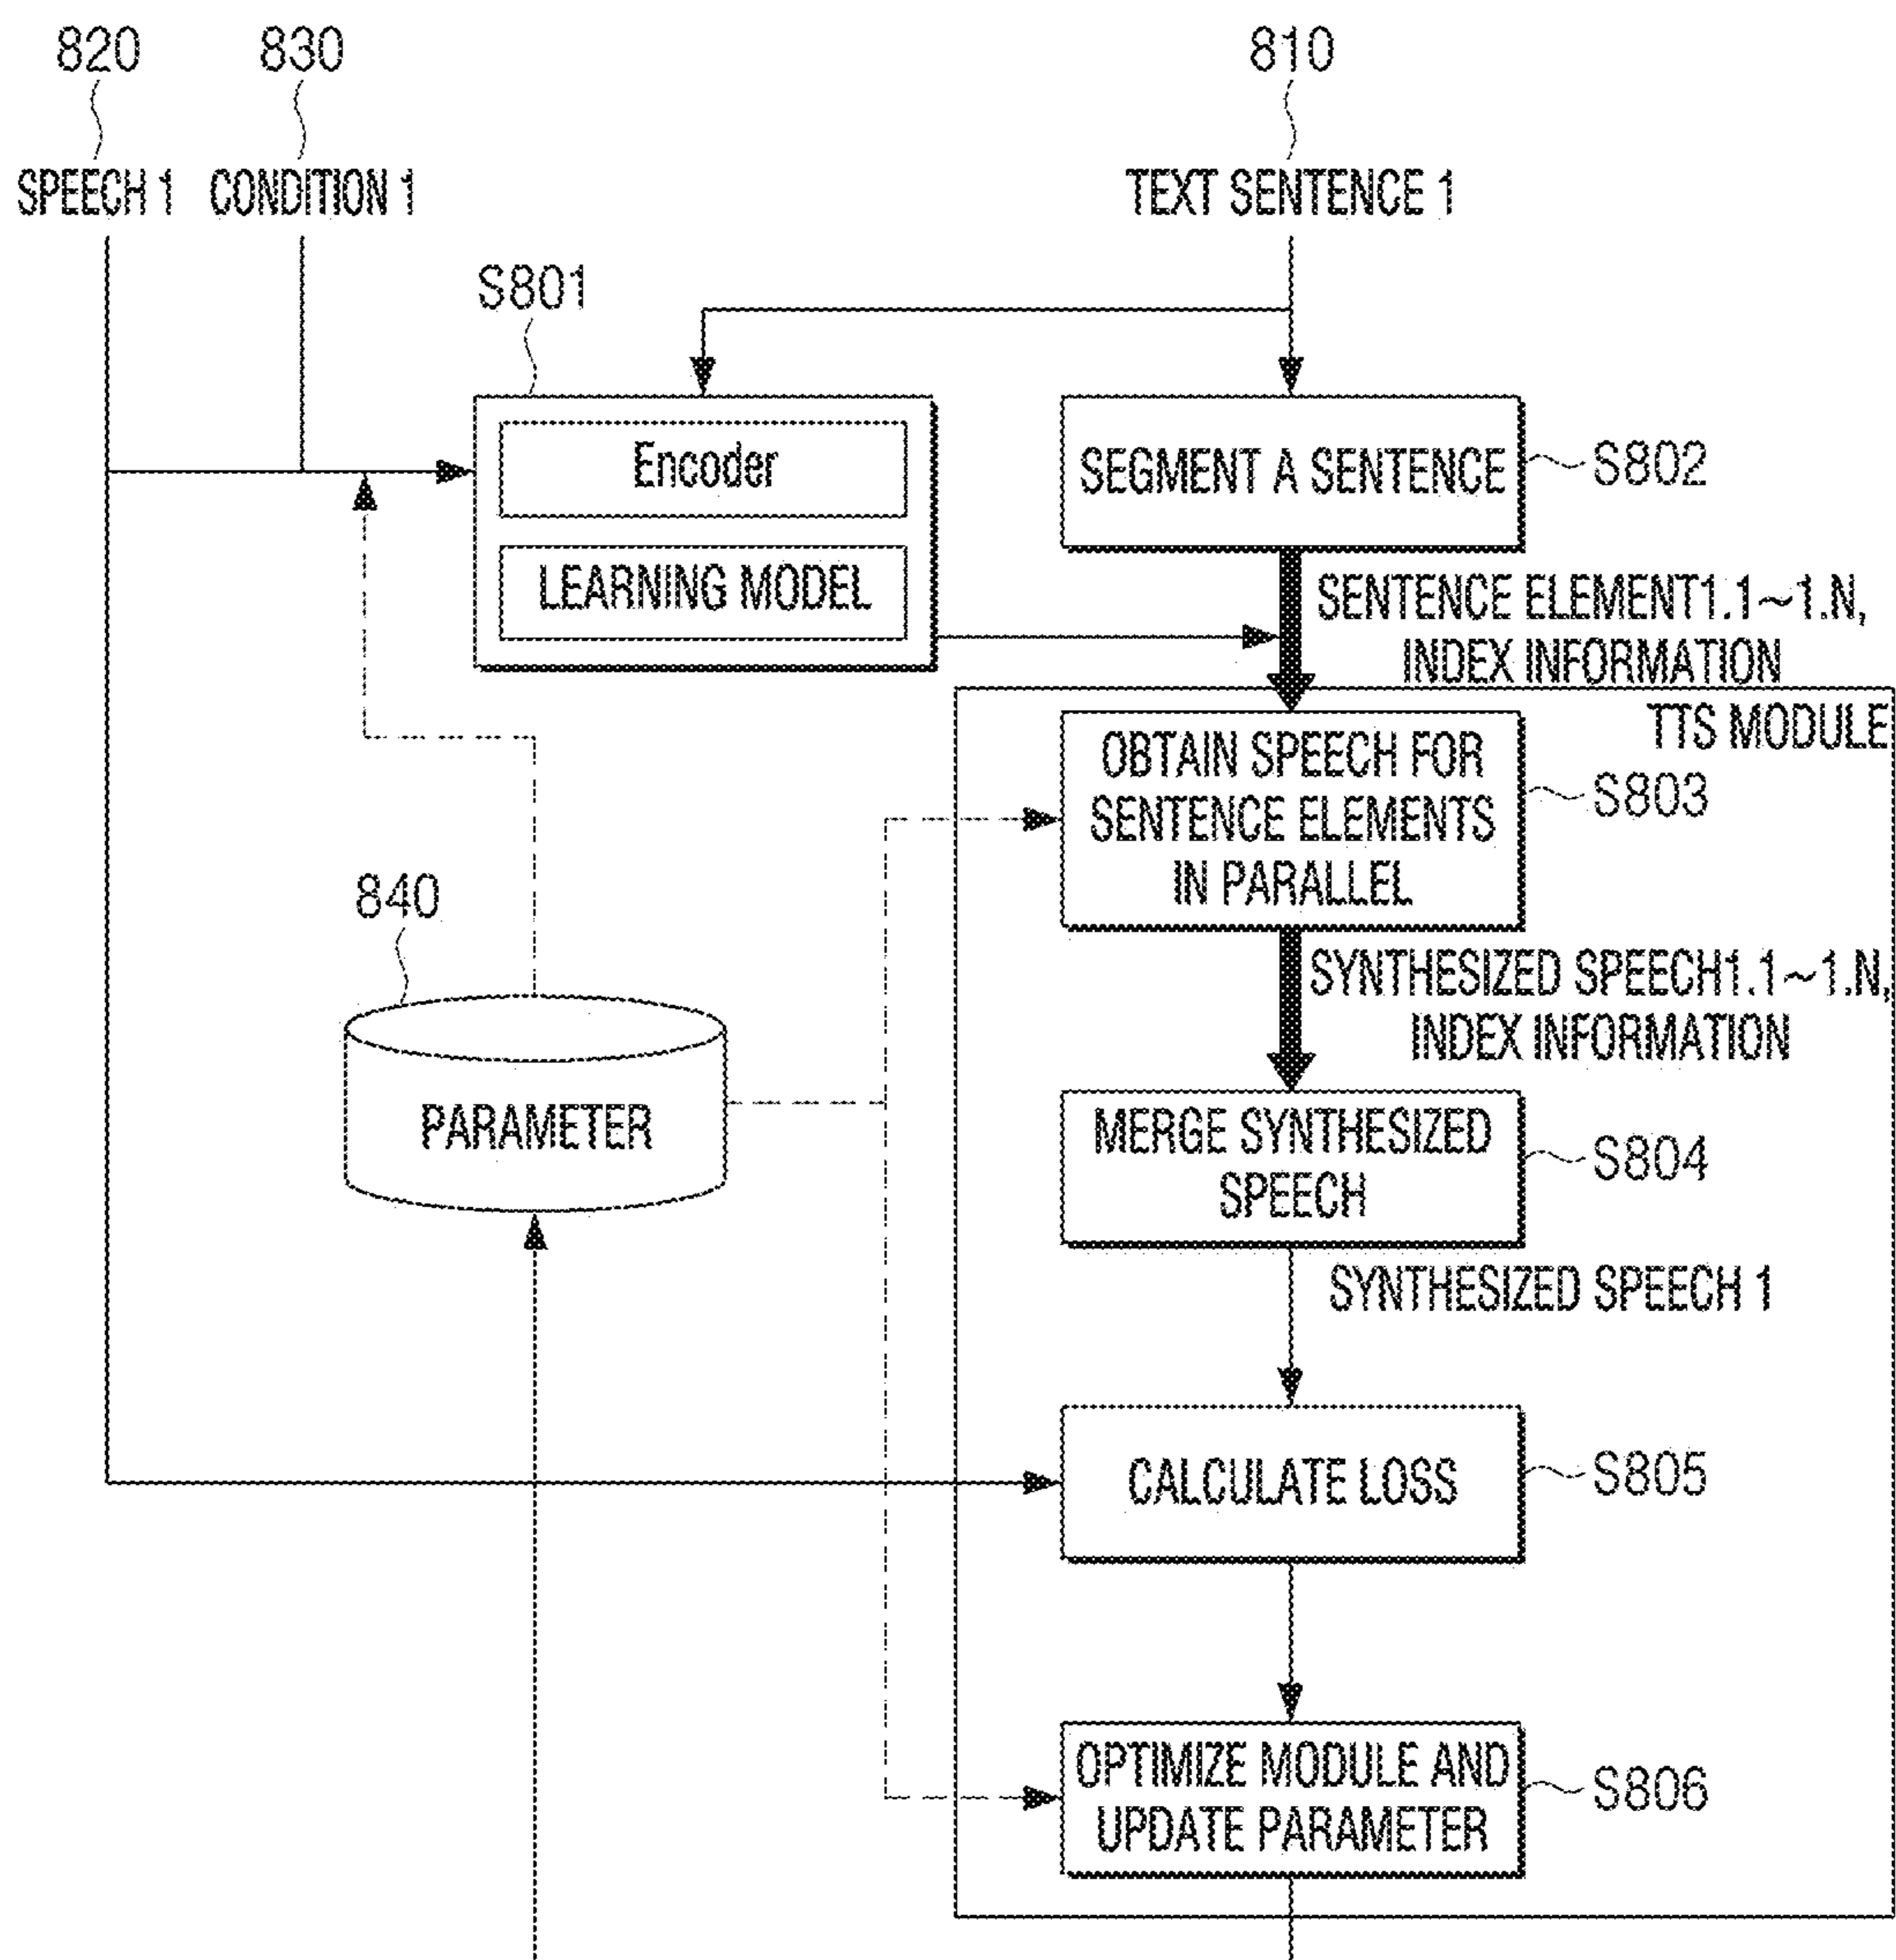 820
830
810
SPEECH 1
CONDITION 1
TEXT SENTENCE 1
S801
Encoder
LEARNING MODEL
SEGMENT A SENTENCE
S802
SENTENCE ELEMENT1.1~1.N,
INDEX INFORMATION
TTS MODULE
OBTAIN SPEECH FOR
SENTENCE ELEMENTS
IN PARALLEL
S803
840
PARAMETER
SYNTHESIZED SPEECH1.1~1.N,
INDEX INFORMATION
MERGE SYNTHESIZED
SPEECH
S804
SYNTHESIZED SPEECH 1
CALCULATE LOSS
S805
OPTIMIZE MODULE AND
UPDATE PARAMETER
S806